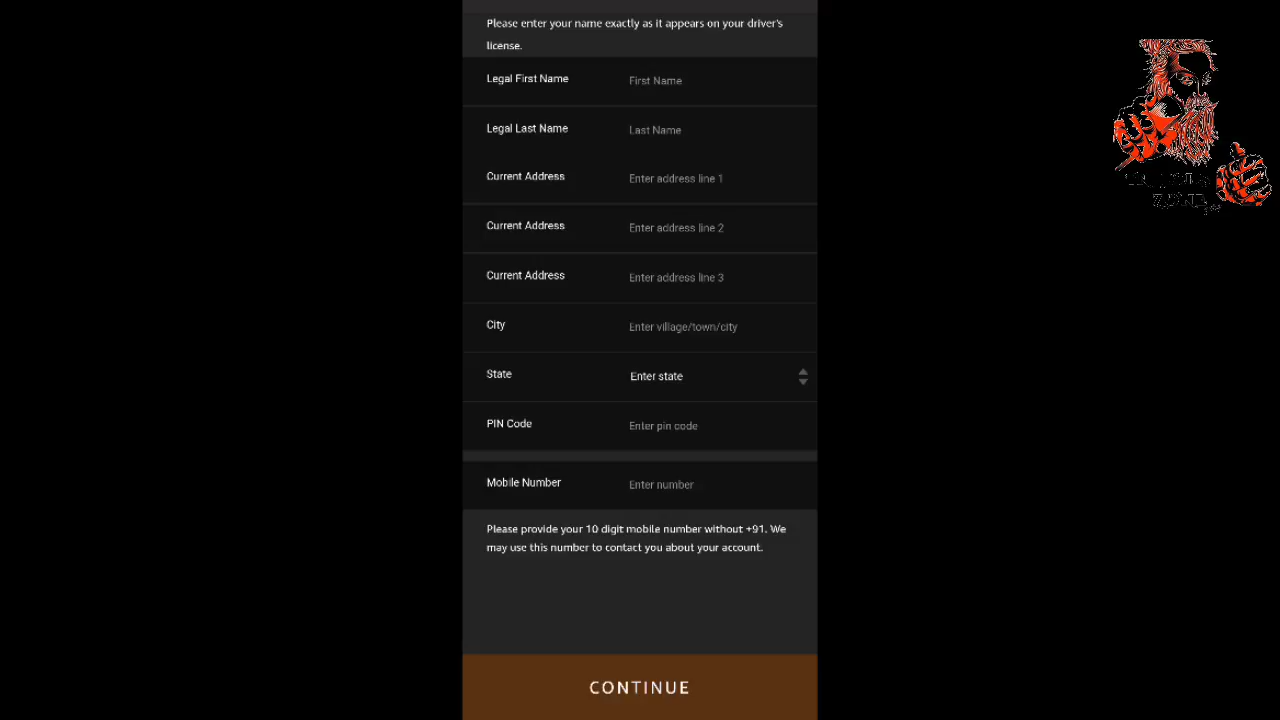 Please enter your name exactly as it appears on your driver's
license.
Legal First Name First Name
Legal Last Name Last Name
Current Address Enter address line 1
Current Address Enter address line 2
Current Address Enter address line 3
City Enter village/town/city
State Enter state
PIN Code Enter pin code
Mobile Number Enter number
Please provide your 10 digit mobile number without +91. We
may use this number to contact you about your account.
CONTINUE